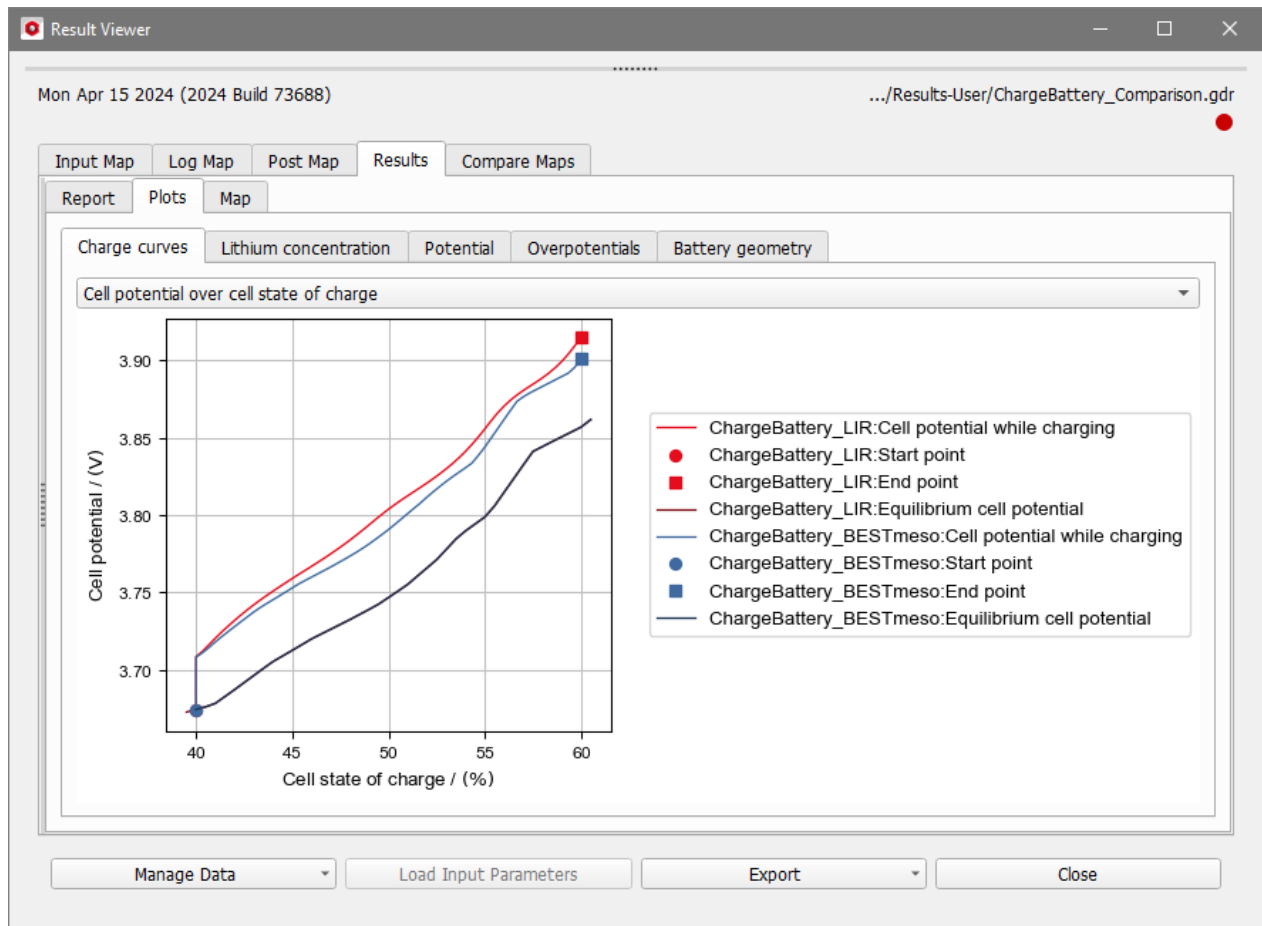 Result Viewer
Mon Apr 15 2024 (2024 Build 73688)
.../Results-User/ChargeBattery_Comparison.gdr
Input Map
Log Map
Post Map
Results
Compare Maps
Report
Plots
Map
Charge curves
Lithium concentration
Potential
Overpotentials
Battery geometry
Cell potential over cell state of charge
3.90
3.85
3.80
3.75
3.70
Cell potential / (V)
40
45
50
55
60
Cell state of charge / (%)
ChargeBattery_LIR:Cell potential while charging
ChargeBattery_LIR:Start point
ChargeBattery_LIR:End point
ChargeBattery_LIR:Equilibrium cell potential
ChargeBattery_BESTmeso:Cell potential while charging
ChargeBattery_BESTmeso:Start point
ChargeBattery_BESTmeso:End point
ChargeBattery_BESTmeso:Equilibrium cell potential
Manage Data
Load Input Parameters
Export
Close